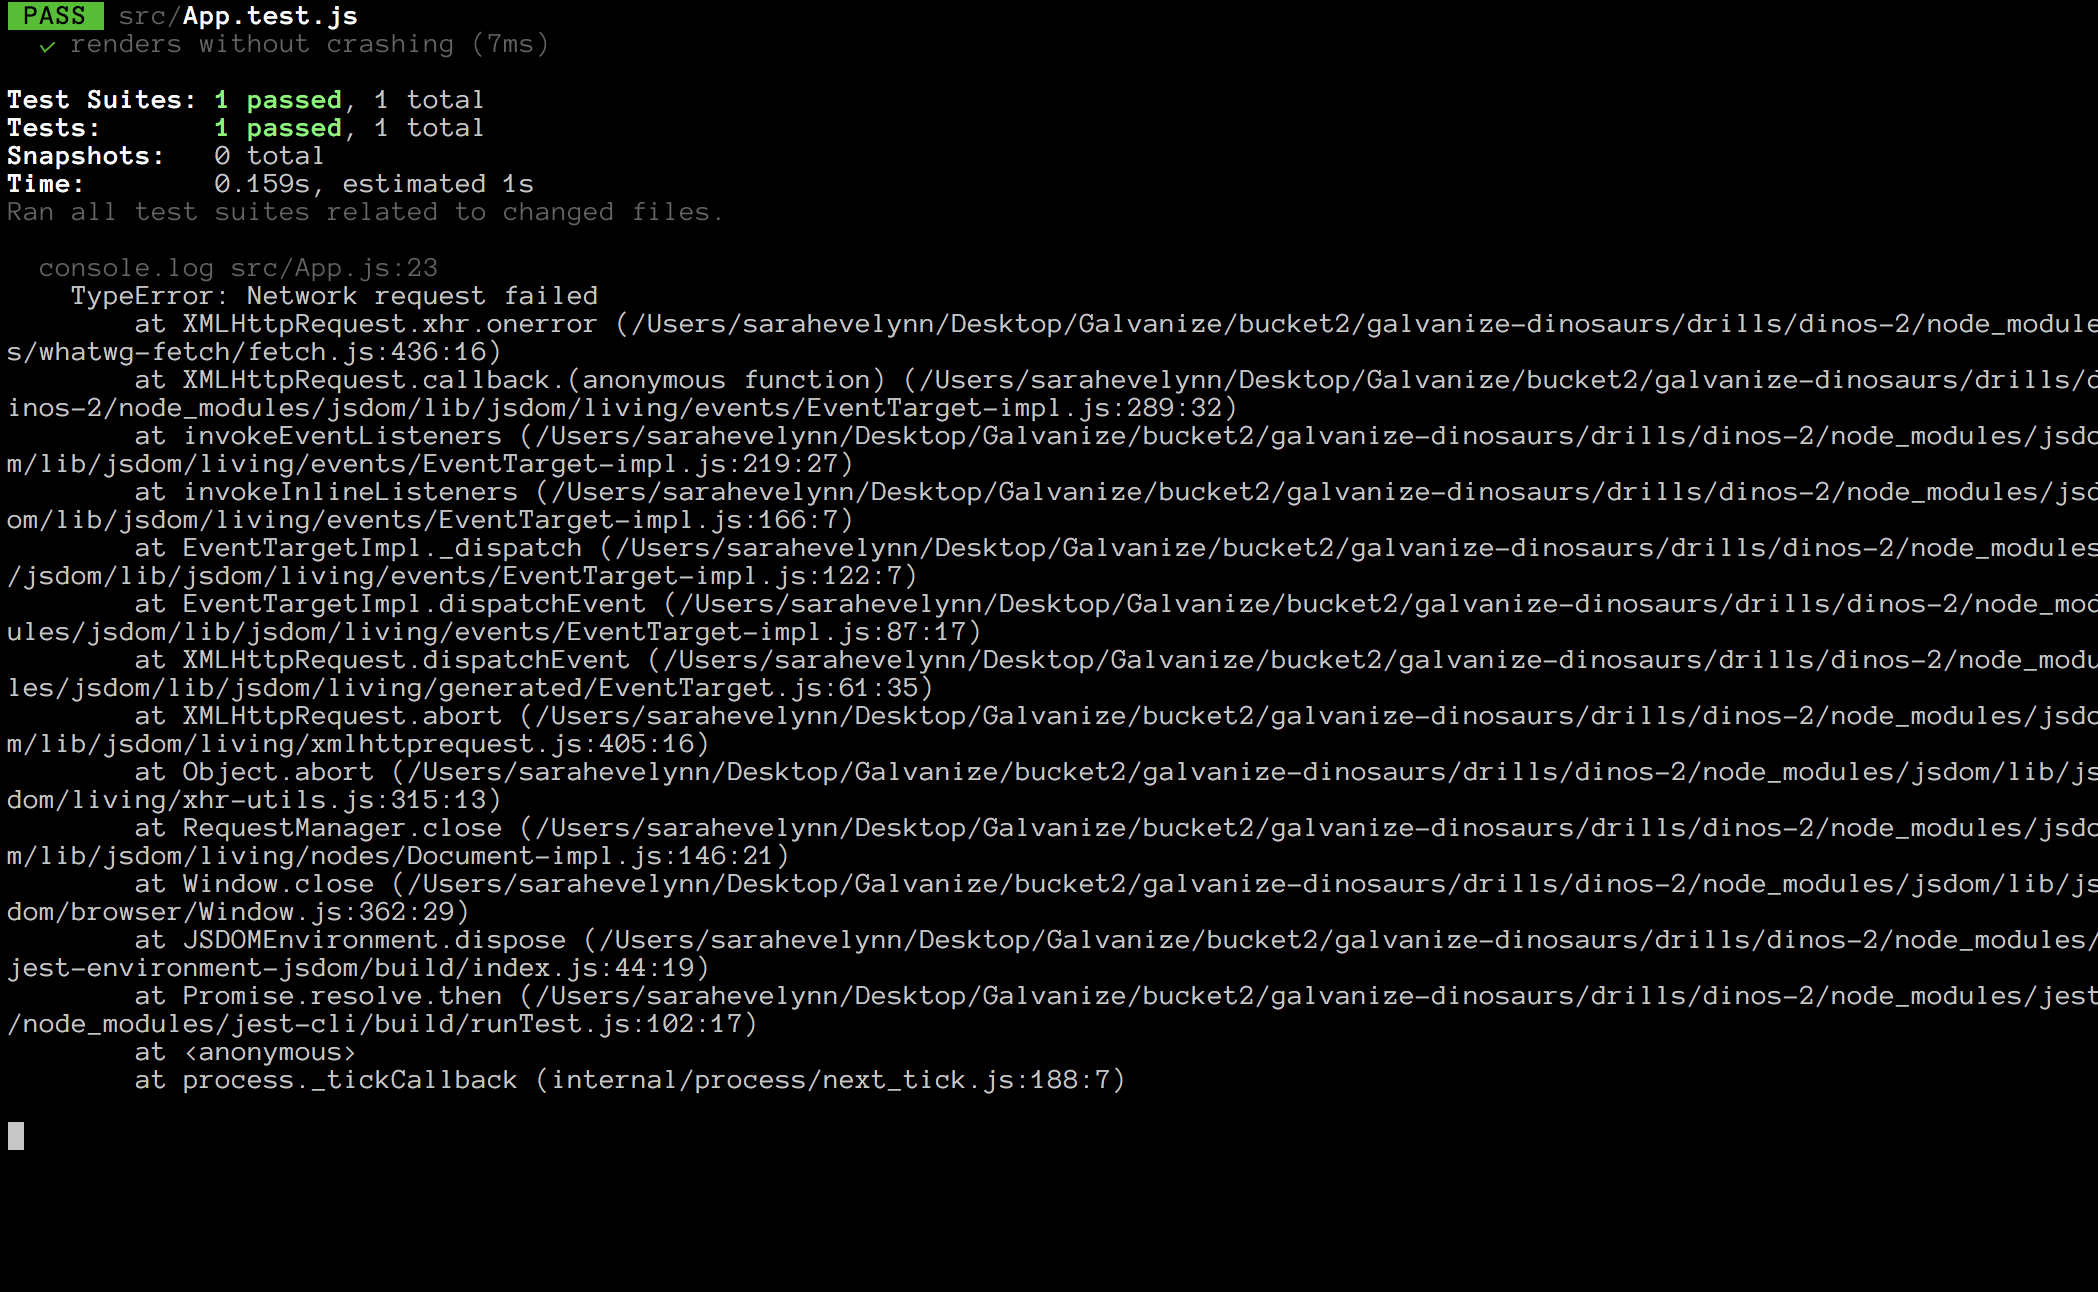 PASS src/App.test.js
✓ renders without crashing (7ms)
Test Suites: 1 passed, 1 total
Tests: 1 passed, 1 total
Snapshots: 0 total
Time: 0.159s, estimated 1s
Ran all test suites related to changed files.
console.log src/App.js:23
TypeError: Network request failed
at XMLHttpRequest.xhr.onerror (/Users/sarahevelynn/Desktop/Galvanize/bucket2/galvanize-dinosaurs/drills/dinos-2/node_module
s/whatwg-fetch/fetch.js:436:16)
at XMLHttpRequest.callback.(anonymous function) (/Users/sarahevelynn/Desktop/Galvanize/bucket2/galvanize-dinosaurs/drills/d
inos-2/node_modules/jsdom/lib/jsdom/living/events/EventTarget-impl.js:289:32)
at invokeEventListeners (/Users/sarahevelynn/Desktop/Galvanize/bucket2/galvanize-dinosaurs/drills/dinos-2/node_modules/jsdo
m/lib/jsdom/living/events/EventTarget-impl.js:219:27)
at invokeInlineListeners (/Users/sarahevelynn/Desktop/Galvanize/bucket2/galvanize-dinosaurs/drills/dinos-2/node_modules/jsd
om/lib/jsdom/living/events/EventTarget-impl.js:166:7)
at EventTargetImpl._dispatch (/Users/sarahevelynn/Desktop/Galvanize/bucket2/galvanize-dinosaurs/drills/dinos-2/node_modules
/jsdom/lib/jsdom/living/events/EventTarget-impl.js:122:7)
at EventTargetImpl.dispatchEvent (/Users/sarahevelynn/Desktop/Galvanize/bucket2/galvanize-dinosaurs/drills/dinos-2/node_mod
ules/jsdom/lib/jsdom/living/events/EventTarget-impl.js:87:17)
at XMLHttpRequest.dispatchEvent (/Users/sarahevelynn/Desktop/Galvanize/bucket2/galvanize-dinosaurs/drills/dinos-2/node_modu
les/jsdom/lib/jsdom/living/generated/EventTarget.js:61:35)
at XMLHttpRequest.abort (/Users/sarahevelynn/Desktop/Galvanize/bucket2/galvanize-dinosaurs/drills/dinos-2/node_modules/jsdo
m/lib/jsdom/living/xmlhttprequest.js:405:16)
at Object.abort (/Users/sarahevelynn/Desktop/Galvanize/bucket2/galvanize-dinosaurs/drills/dinos-2/node_modules/jsdom/lib/js
dom/living/xhr-utils.js:315:13)
at RequestManager.close (/Users/sarahevelynn/Desktop/Galvanize/bucket2/galvanize-dinosaurs/drills/dinos-2/node_modules/jsdo
m/lib/jsdom/living/nodes/Document-impl.js:146:21)
at Window.close (/Users/sarahevelynn/Desktop/Galvanize/bucket2/galvanize-dinosaurs/drills/dinos-2/node_modules/jsdom/lib/js
dom/browser/Window.js:362:29)
at JSDOMEnvironment.dispose (/Users/sarahevelynn/Desktop/Galvanize/bucket2/galvanize-dinosaurs/drills/dinos-2/node_modules/
jest-environment-jsdom/build/index.js:44:19)
at Promise.resolve.then (/Users/sarahevelynn/Desktop/Galvanize/bucket2/galvanize-dinosaurs/drills/dinos-2/node_modules/jest
/node_modules/jest-cli/build/runTest.js:102:17)
at <anonymous>
at process._tickCallback (internal/process/next_tick.js:188:7)